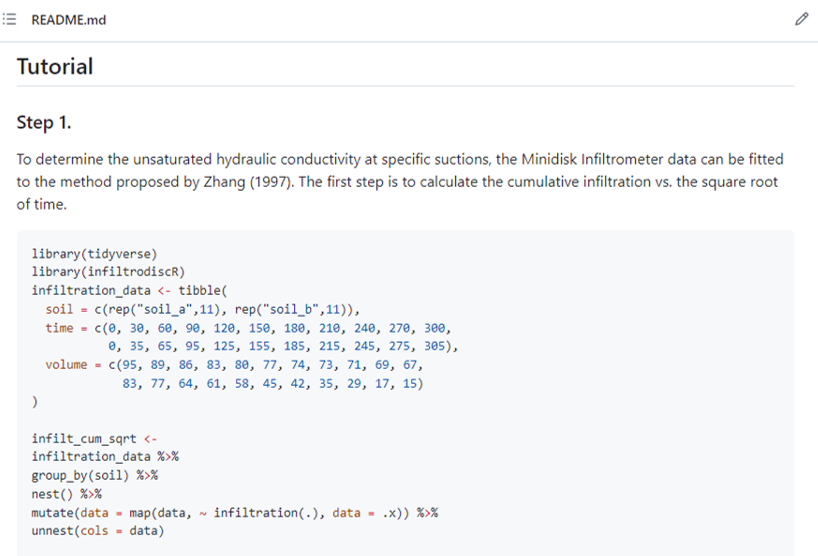 README.md
Tutorial
Step 1.
To determine the unsaturated hydraulic conductivity at specific suctions, the Minidisk Infiltrometer data can be fitted
to the method proposed by Zhang (1997). The first step is to calculate the cumulative infiltration vs. the square root
of time.
library(tidyverse)
library(infiltrodiscR)
infiltration_data <- tibble(
  soil = c(rep("soil_a",11), rep("soil_b",11)),
  time = c(0, 30, 60, 90, 120, 150, 180, 210, 240, 270, 300,
           0, 35, 65, 95, 125, 155, 185, 215, 245, 275, 305),
  volume = c(95, 89, 86, 83, 80, 77, 74, 73, 71, 69, 67,
             83, 77, 64, 61, 58, 45, 42, 35, 29, 17, 15)
)
infilt_cum_sqrt <-
infiltration_data %>%
group_by(soil) %>%
nest() %>%
mutate(data = map(data, ~ infiltration(.), data = .x)) %>%
unnest(cols = data)